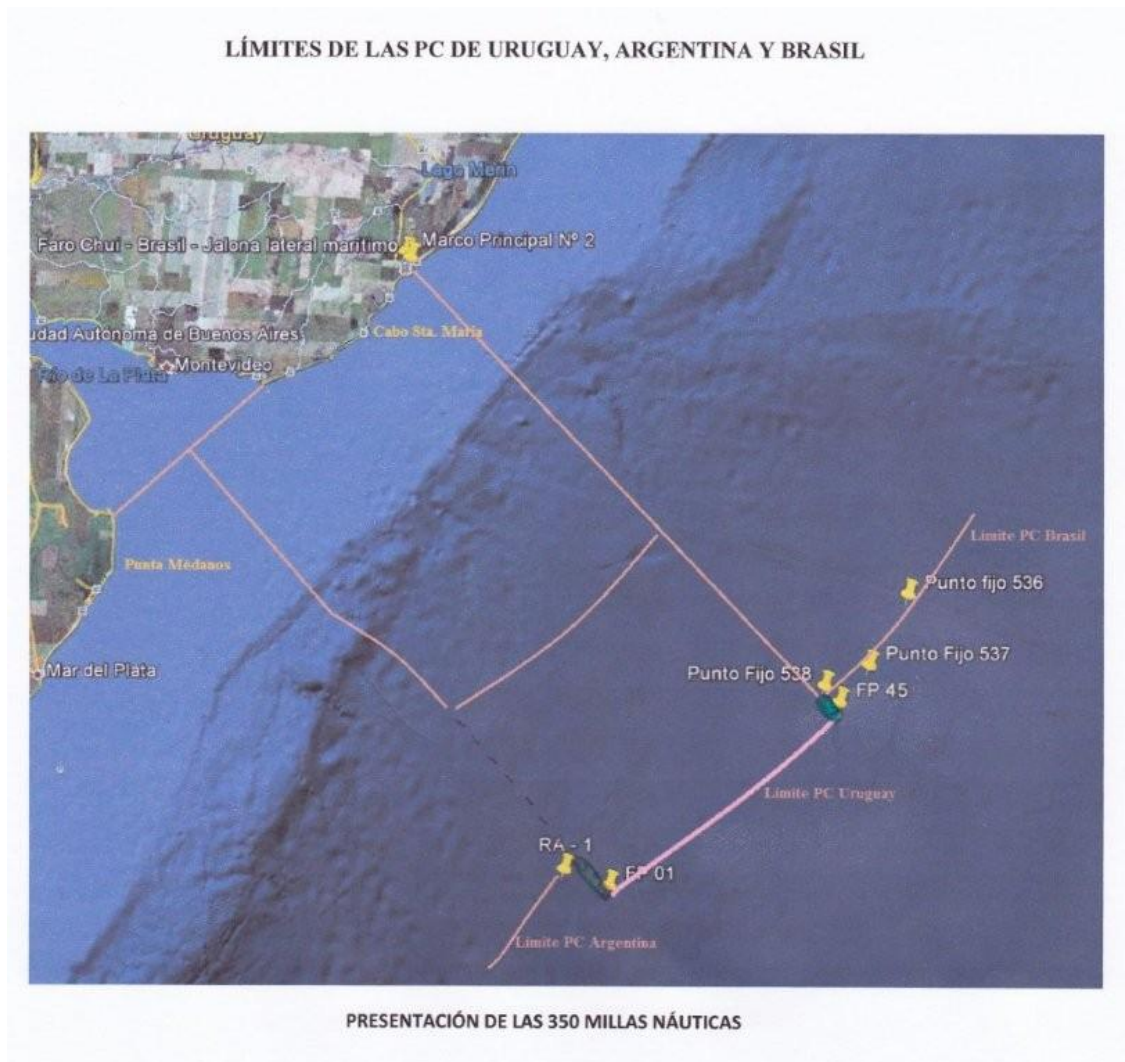 LÍMITES DE LAS PC DE URUGUAY, ARGENTINA Y BRASIL
Uruguay
Lago Merin
Faro Chui - Brasil - Jalona lateral marítimo
Marco Principal Nº 2
Cabo Sta. María
udad Autonoma de Buenos Aires
Montevideo
Río de La Plata
Punta Médanos
Mar del Plata
Límite PC Brasil
Punto fijo 536
Punto Fijo 537
Punto Fijo 538
FP 45
Límite PC Uruguay
RA - 1
FP 01
Límite PC Argentina
PRESENTACIÓN DE LAS 350 MILLAS NÁUTICAS